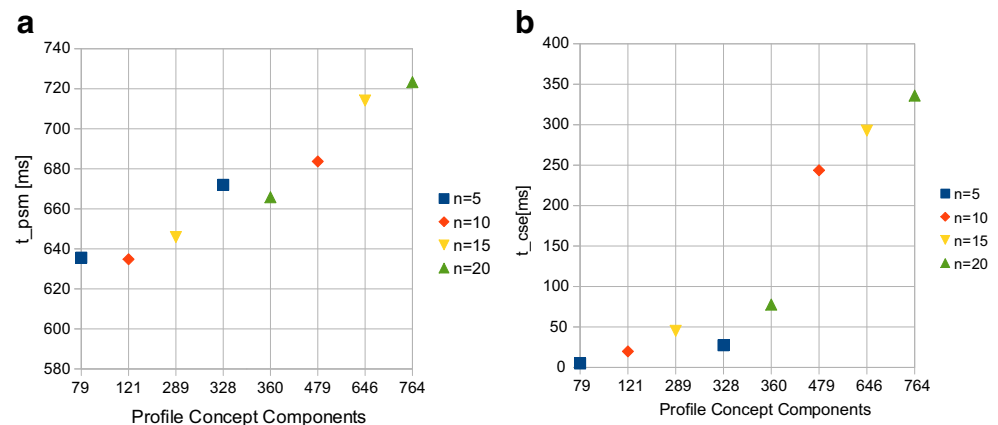 a
t_psm [ms]
740
720
700
680
660
640
620
600
580
79 121 289 328 360 479 646 764
Profile Concept Components
n=5
n=10
n=15
n=20
b
t_cse[ms]
400
350
300
250
200
150
100
50
0
79 121 289 328 360 479 646 764
Profile Concept Components
n=5
n=10
n=15
n=20